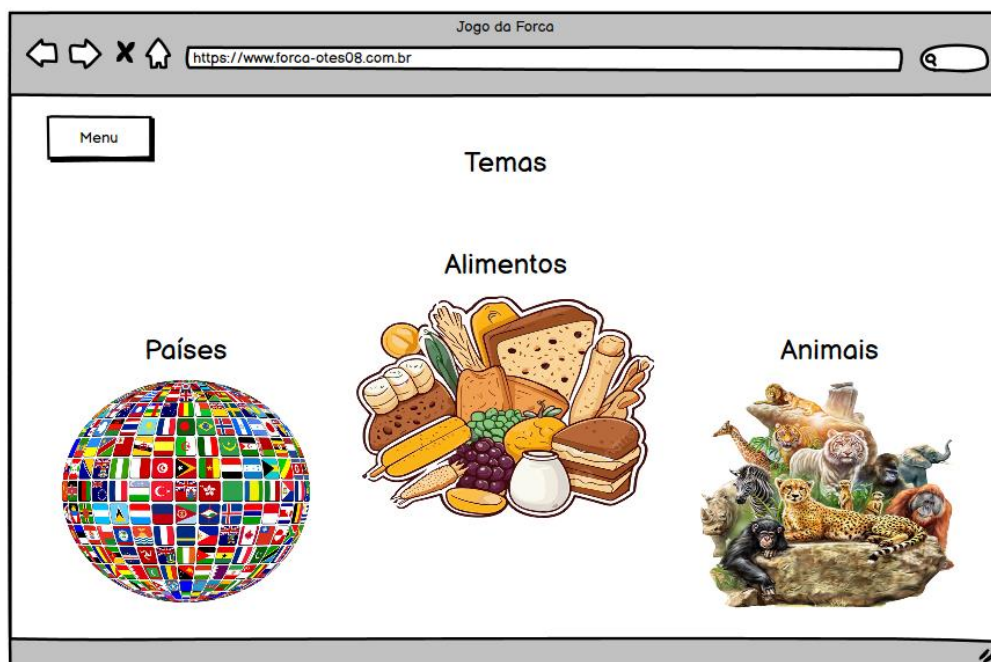 Jogo da Forca
https://www.forca-otes08.com.br
Menu
Temas
Alimentos
Países
Animais